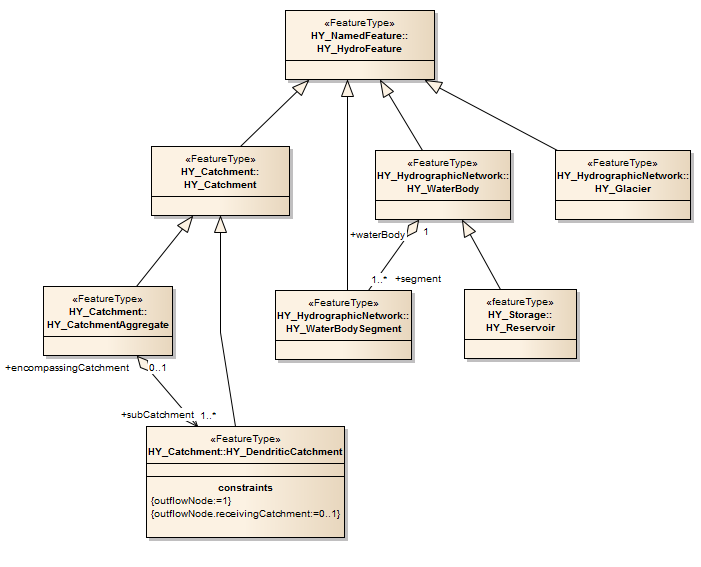 «FeatureType»
HY_NamedFeature::
HY_HydroFeature
«FeatureType»
HY_Catchment::
HY_Catchment
«FeatureType»
HY_HydrographicNetwork::
HY_WaterBody
«FeatureType»
HY_HydrographicNetwork::
HY_Glacier
+waterBody
1
1..*
+segment
«FeatureType»
HY_Catchment::
HY_CatchmentAggregate
«FeatureType»
HY_HydrographicNetwork::
HY_WaterBodySegment
«featureType»
HY_Storage::
HY_Reservoir
+encompassingCatchment
0..1
+subCatchment
1..*
«FeatureType»
HY_Catchment::HY_DendriticCatchment
constraints
{outflowNode:=1}
{outflowNode.receivingCatchment:=0..1}